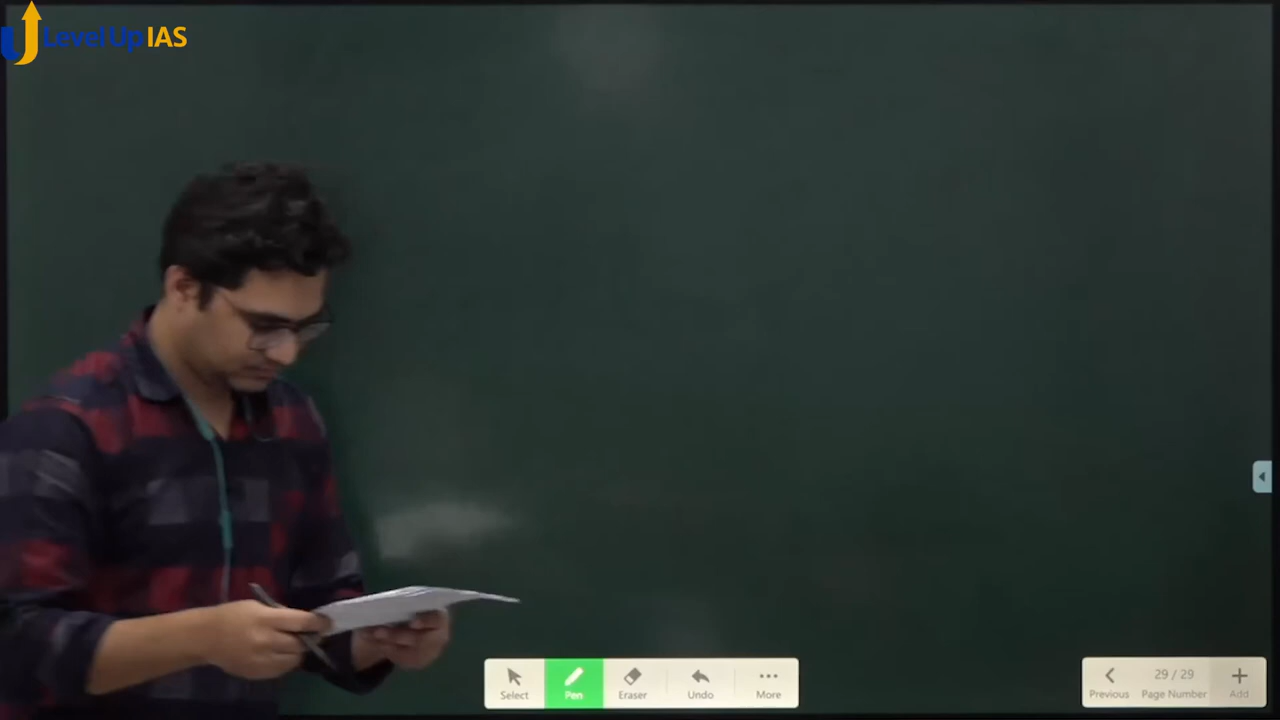 Level Up IAS
Select
Pen
Eraser
Undo
More
Previous
29 / 29
Page Number
Add